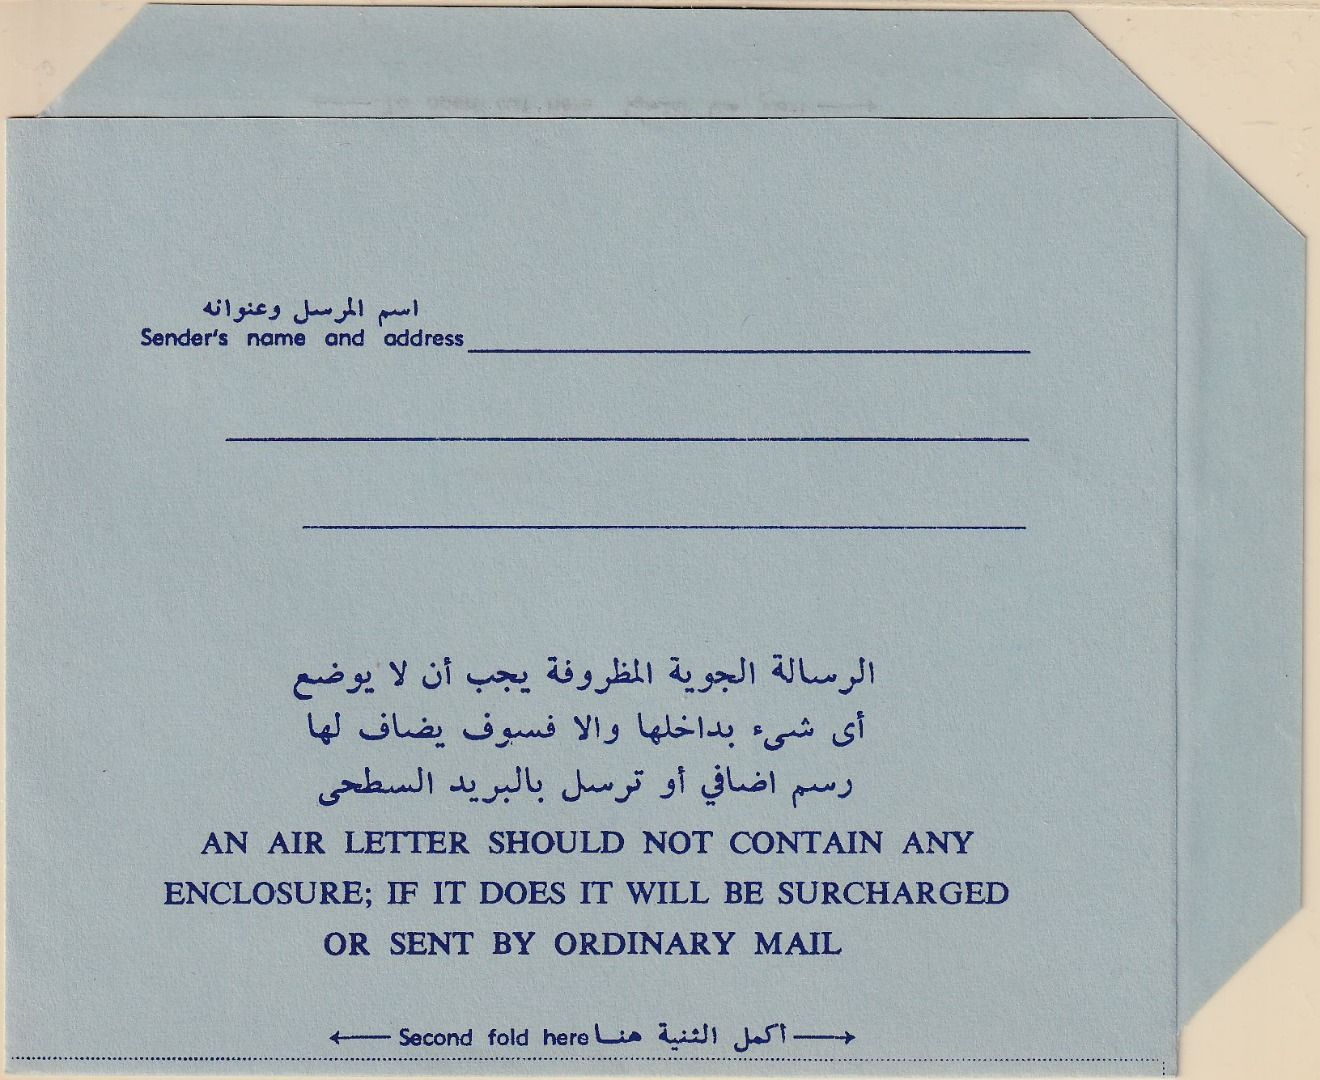 اسم المرسل وعنوانه
Sender's name and address
الرسالة الجوية المظروفة يجب أن لا يوضع
أى شىء بداخلها والا فسوف يضاف لها
رسم اضافي أو ترسل بالبريد السطحى
AN AIR LETTER SHOULD NOT CONTAIN ANY
ENCLOSURE; IF IT DOES IT WILL BE SURCHARGED
OR SENT BY ORDINARY MAIL
←—— Second fold here أكمل الثنية هنا ——→